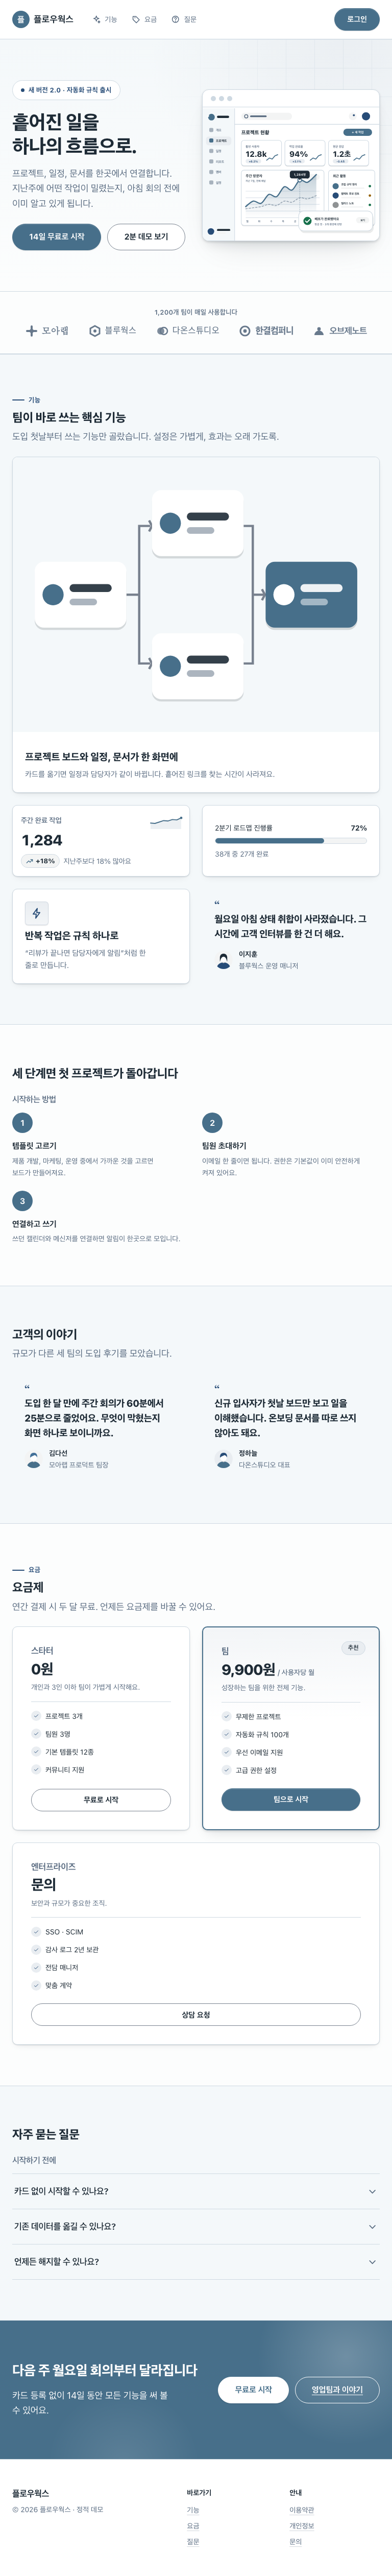 플 플로우웍스 기능 요금 질문 로그인
새 버전 2.0 · 자동화 규칙 출시
흩어진 일을
하나의 흐름으로.
프로젝트, 일정, 문서를 한곳에서 연결합니다.
지난주에 어떤 작업이 밀렸는지, 아침 회의 전에
이미 알고 있게 됩니다.
14일 무료로 시작 2분 데모 보기
프로젝트 현황
12.8k 94% 1.2초
1,200개 팀이 매일 사용합니다
모아랩 블루웍스 다온스튜디오 한결컴퍼니 오브제노트
기능
팀이 바로 쓰는 핵심 기능
도입 첫날부터 쓰는 기능만 골랐습니다. 설정은 가볍게, 효과는 오래 가도록.
프로젝트 보드와 일정, 문서가 한 화면에
카드를 옮기면 일정과 담당자가 같이 바뀝니다. 흩어진 링크를 찾는 시간이 사라져요.
주간 완료 작업
1,284
+18% 지난주보다 18% 많아요
2분기 로드맵 진행률 72%
38개 중 27개 완료
반복 작업은 규칙 하나로
“리뷰가 끝나면 담당자에게 알림”처럼 한
줄로 만듭니다.
“
월요일 아침 상태 취합이 사라졌습니다. 그
시간에 고객 인터뷰를 한 건 더 해요.
이지훈
블루웍스 운영 매니저
세 단계면 첫 프로젝트가 돌아갑니다
시작하는 방법
1
템플릿 고르기
제품 개발, 마케팅, 운영 중에서 가까운 것을 고르면
보드가 만들어져요.
2
팀원 초대하기
이메일 한 줄이면 됩니다. 권한은 기본값이 이미 안전하게
켜져 있어요.
3
연결하고 쓰기
쓰던 캘린더와 메신저를 연결하면 알림이 한곳으로 모입니다.
고객의 이야기
규모가 다른 세 팀의 도입 후기를 모았습니다.
“
도입 한 달 만에 주간 회의가 60분에서
25분으로 줄었어요. 무엇이 막혔는지
화면 하나로 보이니까요.
김다선
모아랩 프로덕트 팀장
“
신규 입사자가 첫날 보드만 보고 일을
이해했습니다. 온보딩 문서를 따로 쓰지
않아도 돼요.
정하늘
다온스튜디오 대표
요금
요금제
연간 결제 시 두 달 무료. 언제든 요금제를 바꿀 수 있어요.
스타터
0원
개인과 3인 이하 팀이 가볍게 시작해요.
프로젝트 3개
팀원 3명
기본 템플릿 12종
커뮤니티 지원
무료로 시작
추천
팀
9,900원 / 사용자당 월
성장하는 팀을 위한 전체 기능.
무제한 프로젝트
자동화 규칙 100개
우선 이메일 지원
고급 권한 설정
팀으로 시작
엔터프라이즈
문의
보안과 규모가 중요한 조직.
SSO · SCIM
감사 로그 2년 보관
전담 매니저
맞춤 계약
상담 요청
자주 묻는 질문
시작하기 전에
카드 없이 시작할 수 있나요?
기존 데이터를 옮길 수 있나요?
언제든 해지할 수 있나요?
다음 주 월요일 회의부터 달라집니다
카드 등록 없이 14일 동안 모든 기능을 써 볼
수 있어요.
무료로 시작 영업팀과 이야기
플로우웍스
© 2026 플로우웍스 · 정적 데모
바로가기
기능
요금
질문
안내
이용약관
개인정보
문의